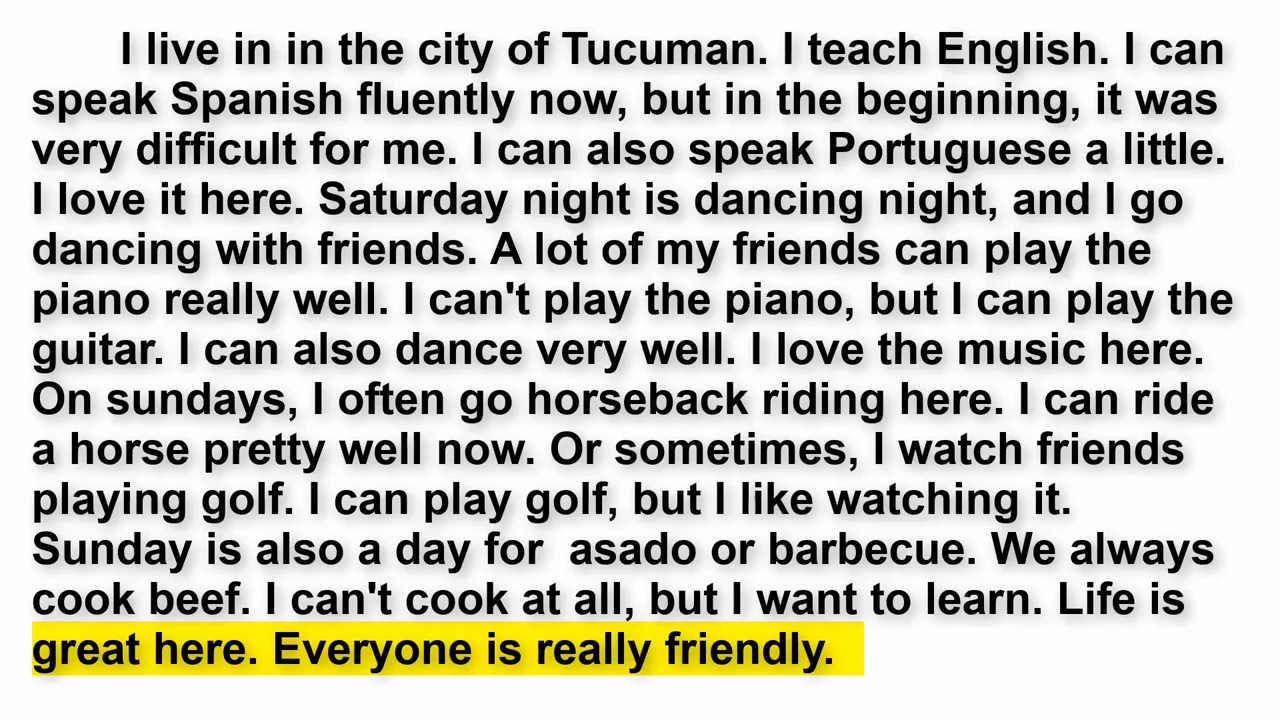 I live in in the city of Tucuman. I teach English. I can
speak Spanish fluently now, but in the beginning, it was
very difficult for me. I can also speak Portuguese a little.
I love it here. Saturday night is dancing night, and I go
dancing with friends. A lot of my friends can play the
piano really well. I can't play the piano, but I can play the
guitar. I can also dance very well. I love the music here.
On sundays, I often go horseback riding here. I can ride
a horse pretty well now. Or sometimes, I watch friends
playing golf. I can play golf, but I like watching it.
Sunday is also a day for  asado or barbecue. We always
cook beef. I can't cook at all, but I want to learn. Life is
great here. Everyone is really friendly.